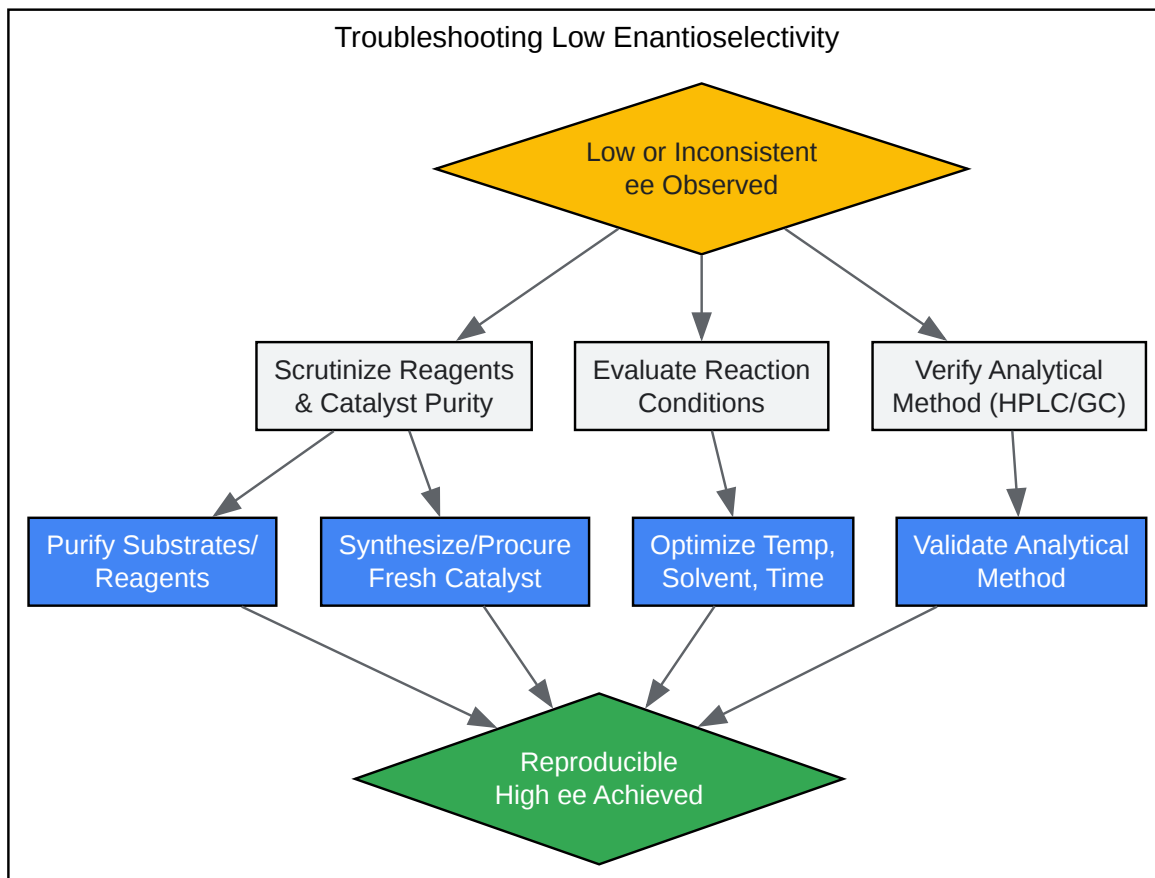 Troubleshooting Low Enantioselectivity
Low or Inconsistent
ee Observed
Scrutinize Reagents
& Catalyst Purity
Evaluate Reaction
Conditions
Verify Analytical
Method (HPLC/GC)
Purify Substrates/
Reagents
Synthesize/Procure
Fresh Catalyst
Optimize Temp,
Solvent, Time
Validate Analytical
Method
Reproducible
High ee Achieved